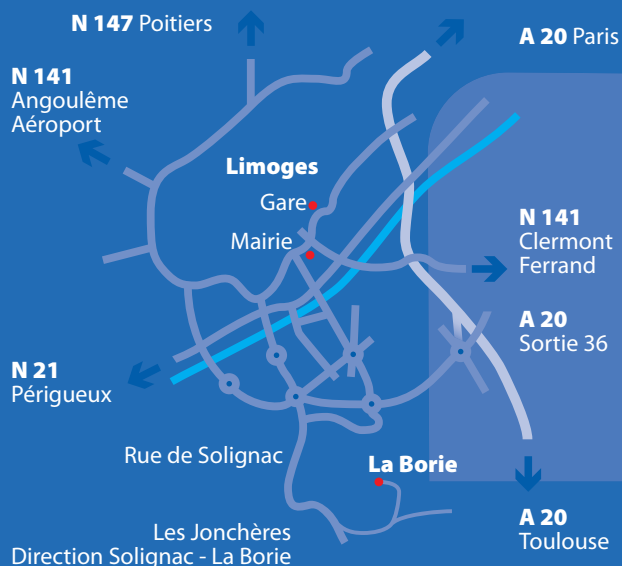 N 147 Poitiers
A 20 Paris
N 141
Angoulême
Aéroport
Limoges
Gare
Mairie
N 141
Clermont
Ferrand
A 20
Sortie 36
N 21
Périgueux
Rue de Solignac
La Borie
Les Jonchères
Direction Solignac - La Borie
A 20
Toulouse